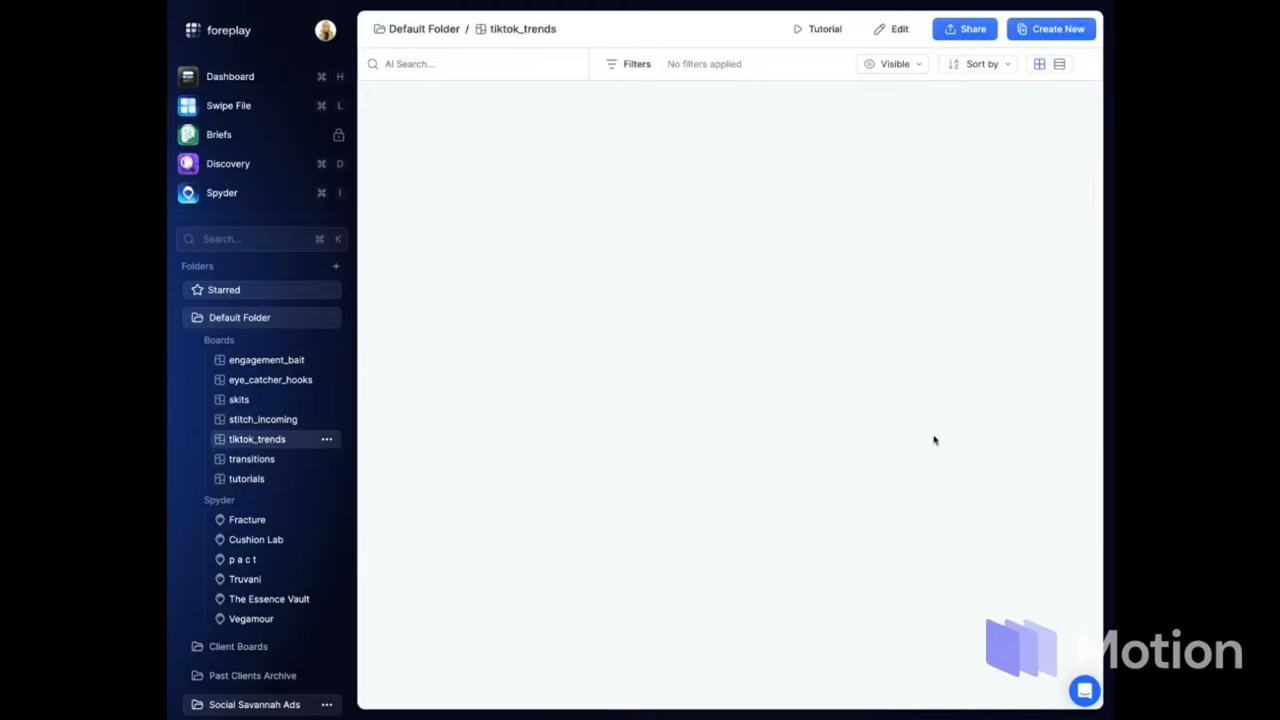 foreplay
Default Folder / tiktok_trends
Tutorial
Edit
Share
Create New
AI Search...
Filters
No filters applied
Visible
Sort by
Dashboard ⌘ H
Swipe File ⌘ L
Briefs
Discovery ⌘ D
Spyder ⌘ I
Search... ⌘ K
Folders +
Starred
Default Folder
Boards
engagement_bait
eye_catcher_hooks
skits
stitch_incoming
tiktok_trends
transitions
tutorials
Spyder
Fracture
Cushion Lab
p a c t
Truvani
The Essence Vault
Vegamour
Client Boards
Past Clients Archive
Social Savannah Ads
Motion